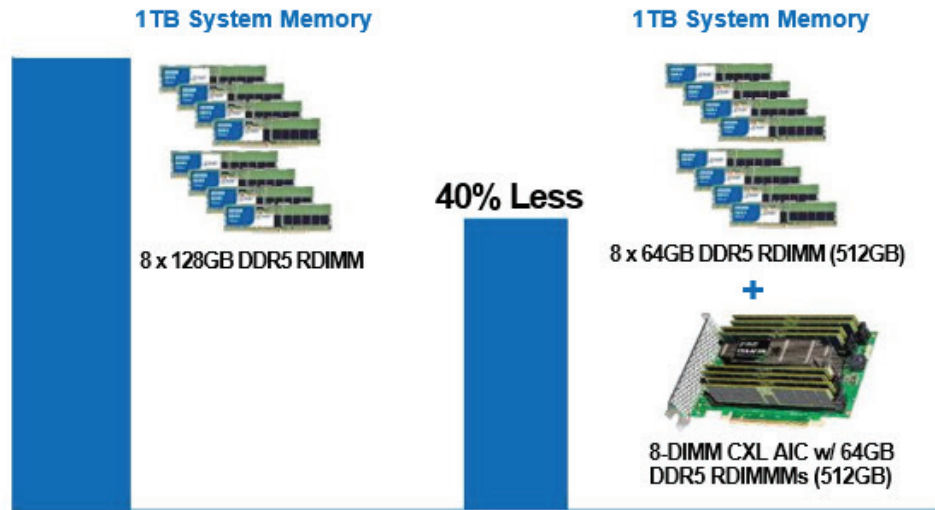 1TB System Memory
8 x 128GB DDR5 RDIMM
40% Less
1TB System Memory
8 x 64GB DDR5 RDIMM (512GB)
+
8-DIMM CXL AIC w/ 64GB
DDR5 RDIMMMs (512GB)